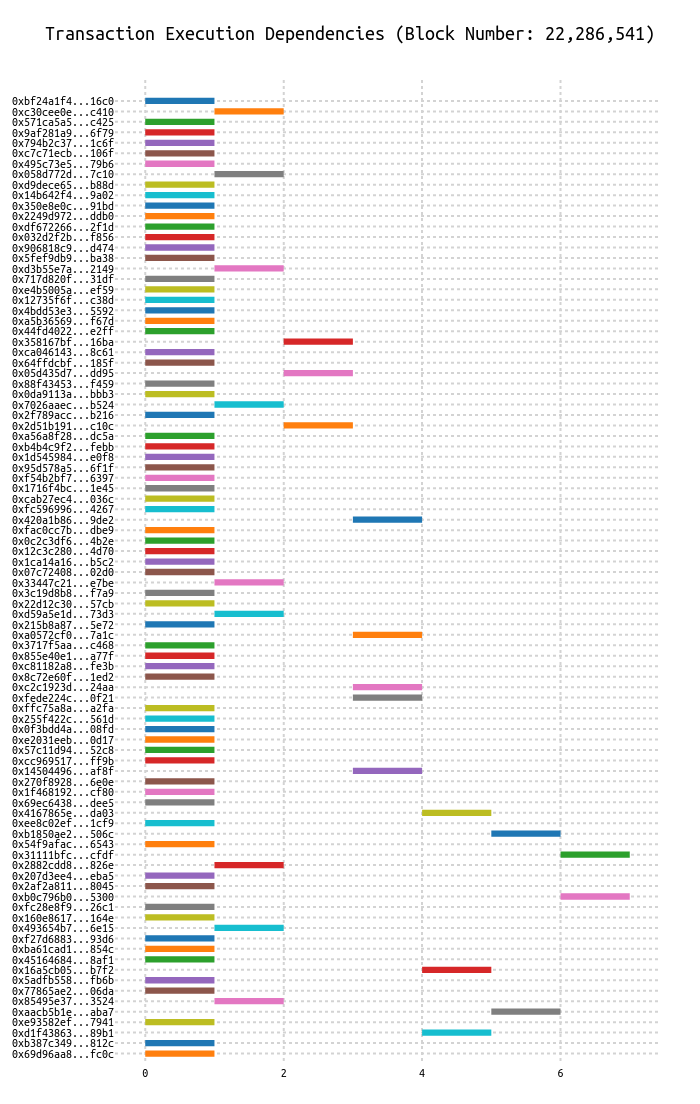 Transaction Execution Dependencies (Block Number: 22,286,541)
0xbf24a1f4...16c0
0xc30cee0e...c410
0x571ca5a5...c425
0x9af281a9...6f79
0x794b2c37...1c6f
0xc7c71ecb...106f
0x495c73e5...79b6
0x058d772d...7c10
0xd9dece65...b88d
0x14b642f4...9a02
0x350e8e0c...91bd
0x2249d972...ddb0
0xdf672266...2f1d
0x032d2f2b...f856
0x906818c9...d474
0x5fef9db9...ba38
0xd3b55e7a...2149
0x717d820f...31df
0xe4b5005a...ef59
0x12735f6f...c38d
0x4bdd53e3...5592
0xa5b36569...f67d
0x44fd4022...e2ff
0x358167bf...16ba
0xca046143...8c61
0x64ffdcbf...185f
0x05d435d7...dd95
0x88f43453...f459
0x0da9113a...bbb3
0x7026aaec...b524
0x2f789acc...b216
0x2d51b191...c10c
0xa56a8f28...dc5a
0xb4b4c9f2...febb
0x1d545984...e0f8
0x95d578a5...6f1f
0xf54b2bf7...6397
0x1716f4bc...1e45
0xcab27ec4...036c
0xfc596996...4267
0x420a1b86...9de2
0xfac0cc7b...dbe9
0x0c2c3df6...4b2e
0x12c3c280...4d70
0x1ca14a16...b5c2
0x07c72408...02d0
0x33447c21...e7be
0x3c19d8b8...f7a9
0x22d12c30...57cb
0xd59a5e1d...73d3
0x215b8a87...5e72
0xa0572cf0...7a1c
0x3717f5aa...c468
0x855e40e1...a77f
0xc81182a8...fe3b
0x8c72e60f...1ed2
0xc2c1923d...24aa
0xfede224c...0f21
0xffc75a8a...a2fa
0x255f422c...561d
0x0f3bdd4a...08fd
0xe2031eeb...0d17
0x57c11d94...52c8
0xcc969517...ff9b
0x14504496...af8f
0x270f8928...6e0e
0x1f468192...cf80
0x69ec6438...dee5
0x4167865e...da03
0xee8c02ef...1cf9
0xb1850ae2...506c
0x54f9afac...6543
0x31111bfc...cfdf
0x2882cdd8...826e
0x207d3ee4...eba5
0x2af2a811...8045
0xb0c796b0...5300
0xfc28e8f9...26c1
0x160e8617...164e
0x493654b7...6e15
0xf27d6883...93d6
0xba61cad1...854c
0x45164684...8af1
0x16a5cb05...b7f2
0x5adfb558...fb6b
0x77865ae2...06da
0x85495e37...3524
0xaacb5b1e...aba7
0xe93582ef...7941
0xd1f43863...89b1
0xb387c349...812c
0x69d96aa8...fc0c
0 2 4 6